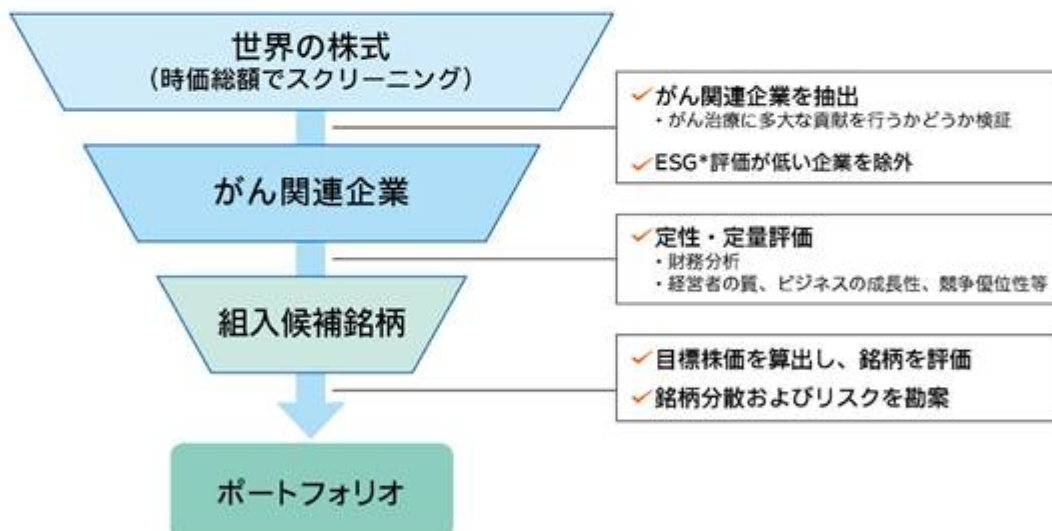 世界の株式
（時価総額でスクリーニング）
がん関連企業を抽出
・がん治療に多大な貢献を行うかどうか検証
ESG*評価が低い企業を除外
がん関連企業
定性・定量評価
・財務分析
・経営者の質、ビジネスの成長性、競争優位性等
組入候補銘柄
目標株価を算出し、銘柄を評価
銘柄分散およびリスクを勘案
ポートフォリオ